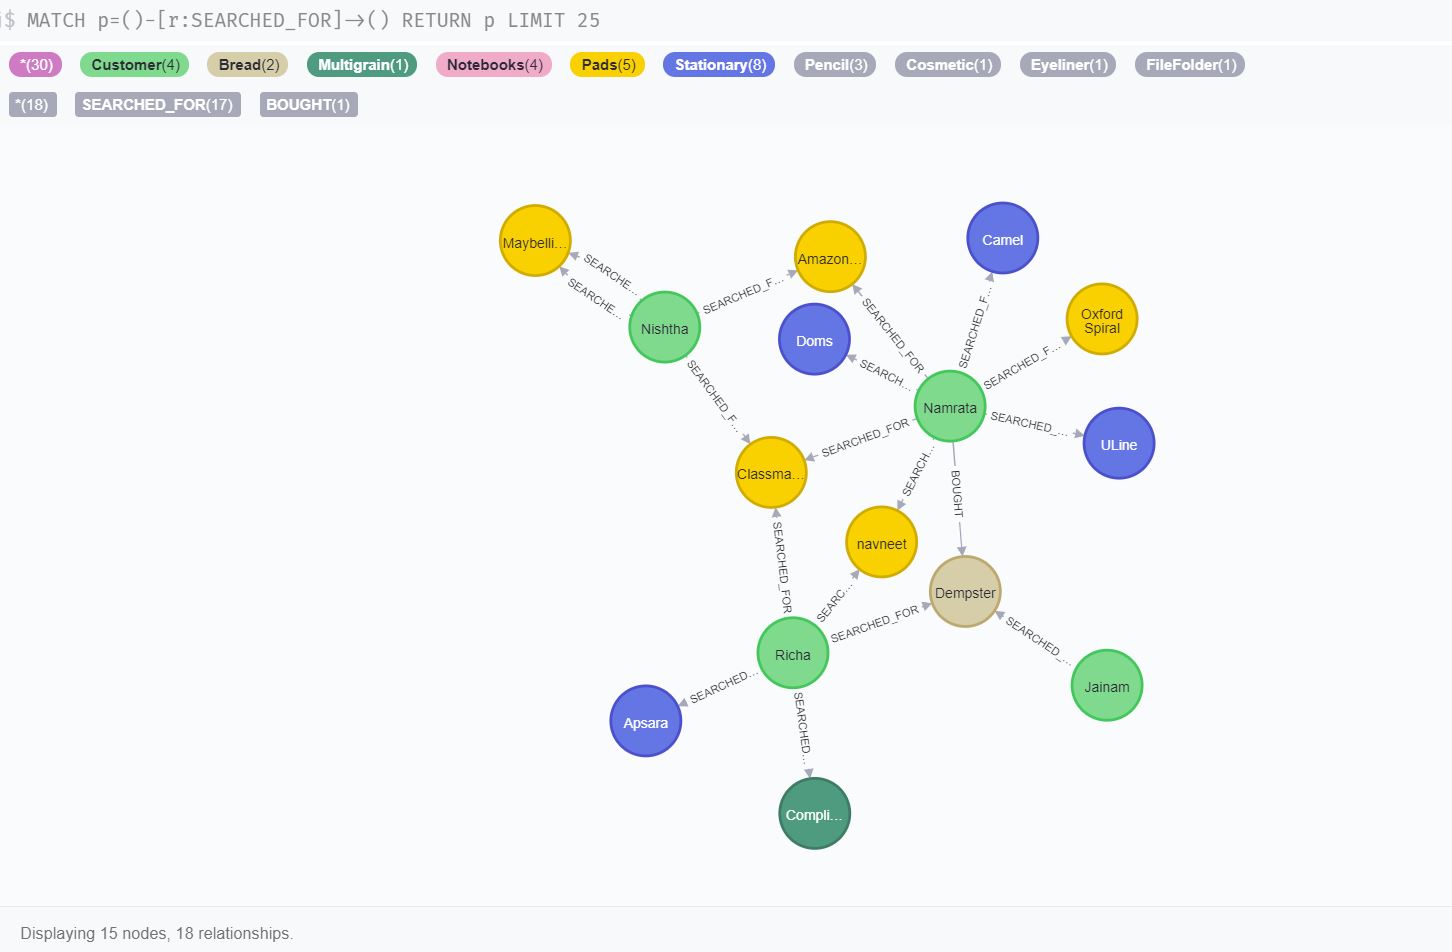 $ MATCH p=()-[r:SEARCHED_FOR]->() RETURN p LIMIT 25
*(30) Customer(4) Bread(2) Multigrain(1) Notebooks(4) Pads(5) Stationary(8) Pencil(3) Cosmetic(1) Eyeliner(1) FileFolder(1)
*(18) SEARCHED_FOR(17) BOUGHT(1)
Camel
Maybelli…
SEARCHE…
SEARCHE…
Amazon…
SEARCHED_F…
Nishtha
Doms
SEARCHED_FOR
SEARCHED_F…
Oxford
Spiral
SEARCHED_F…
SEARCH…
SEARCHED_F…
Namrata
SEARCHED_…
ULine
SEARCHED_FOR
Classma…
SEARCH…
BOUGHT
navneet
SEARCHED_FOR
SEARC…
Dempster
SEARCHED_FOR
SEARCHED_…
Richa
Jainam
SEARCHED…
Apsara
SEARCHED…
Compli…
Displaying 15 nodes, 18 relationships.